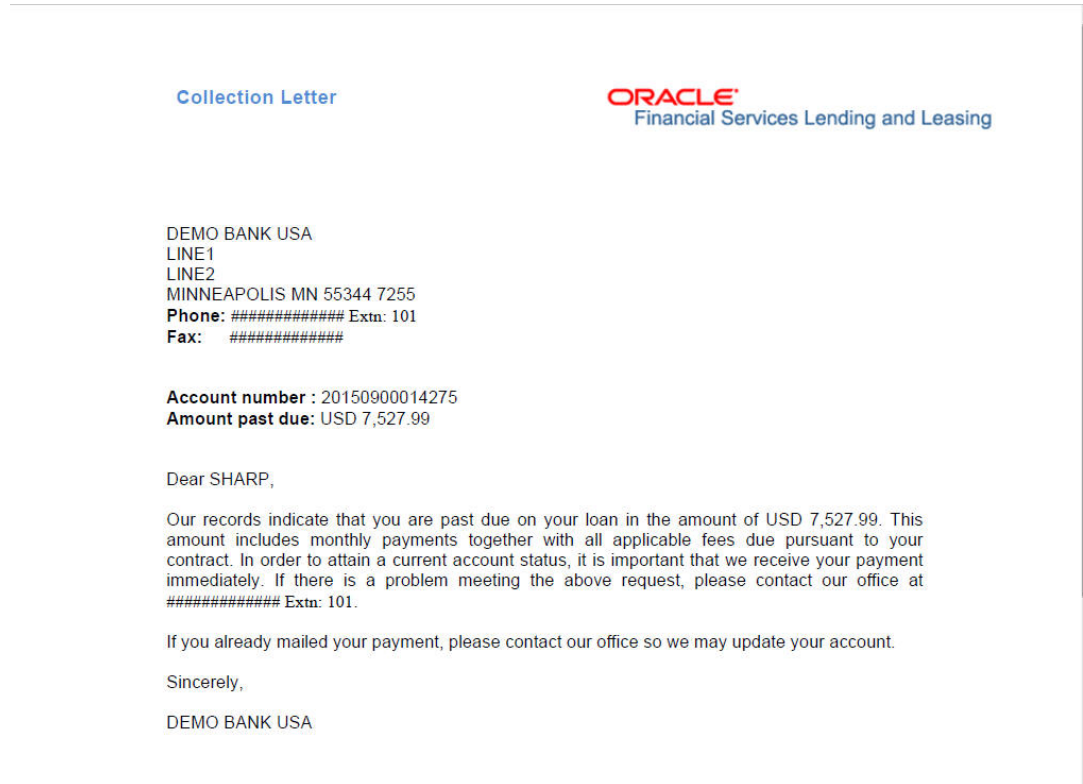 Collection Letter
ORACLE
Financial Services Lending and Leasing
DEMO BANK USA
LINE1
LINE2
MINNEAPOLIS MN 55344 7255
Phone: ############# Extn: 101
Fax: #############
Account number : 20150900014275
Amount past due: USD 7,527.99
Dear SHARP,
Our records indicate that you are past due on your loan in the amount of USD 7,527.99. This
amount includes monthly payments together with all applicable fees due pursuant to your
contract. In order to attain a current account status, it is important that we receive your payment
immediately. If there is a problem meeting the above request, please contact our office at
############# Extn: 101.
If you already mailed your payment, please contact our office so we may update your account.
Sincerely,
DEMO BANK USA